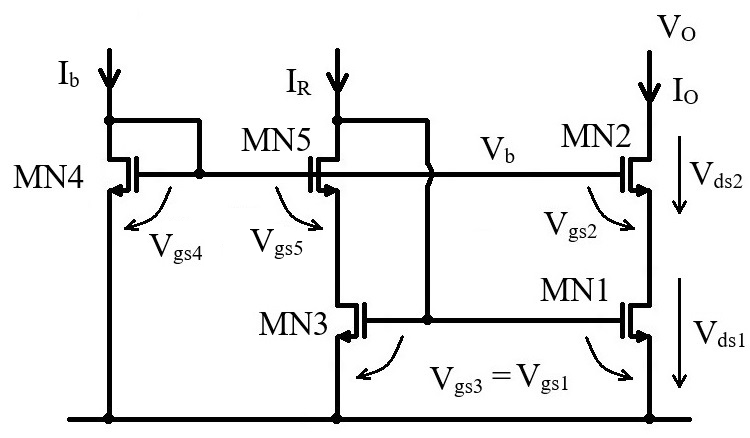 V_O
I_b
I_R
I_O
MN5
MN2
V_b
MN4
V_ds2
V_gs4
V_gs5
V_gs2
MN1
MN3
V_ds1
V_gs3 = V_gs1